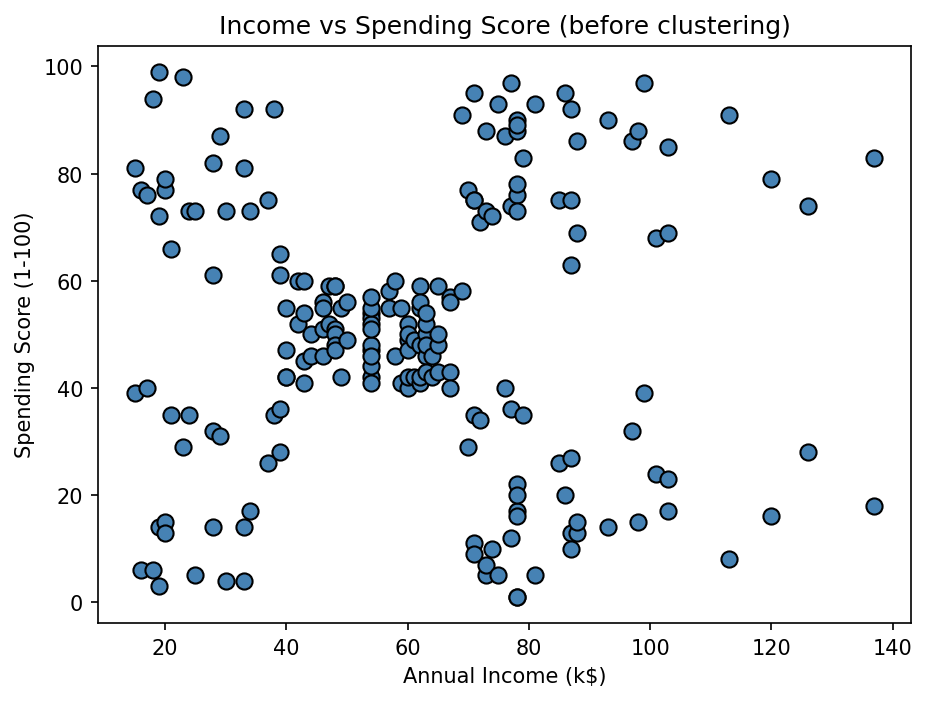 Income vs Spending Score (before clustering)
100
80
60
40
20
0
Spending Score (1-100)
20 40 60 80 100 120 140
Annual Income (k$)